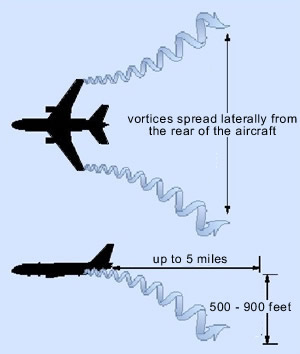 vortices spread laterally from
the rear of the aircraft
up to 5 miles
500 - 900 feet